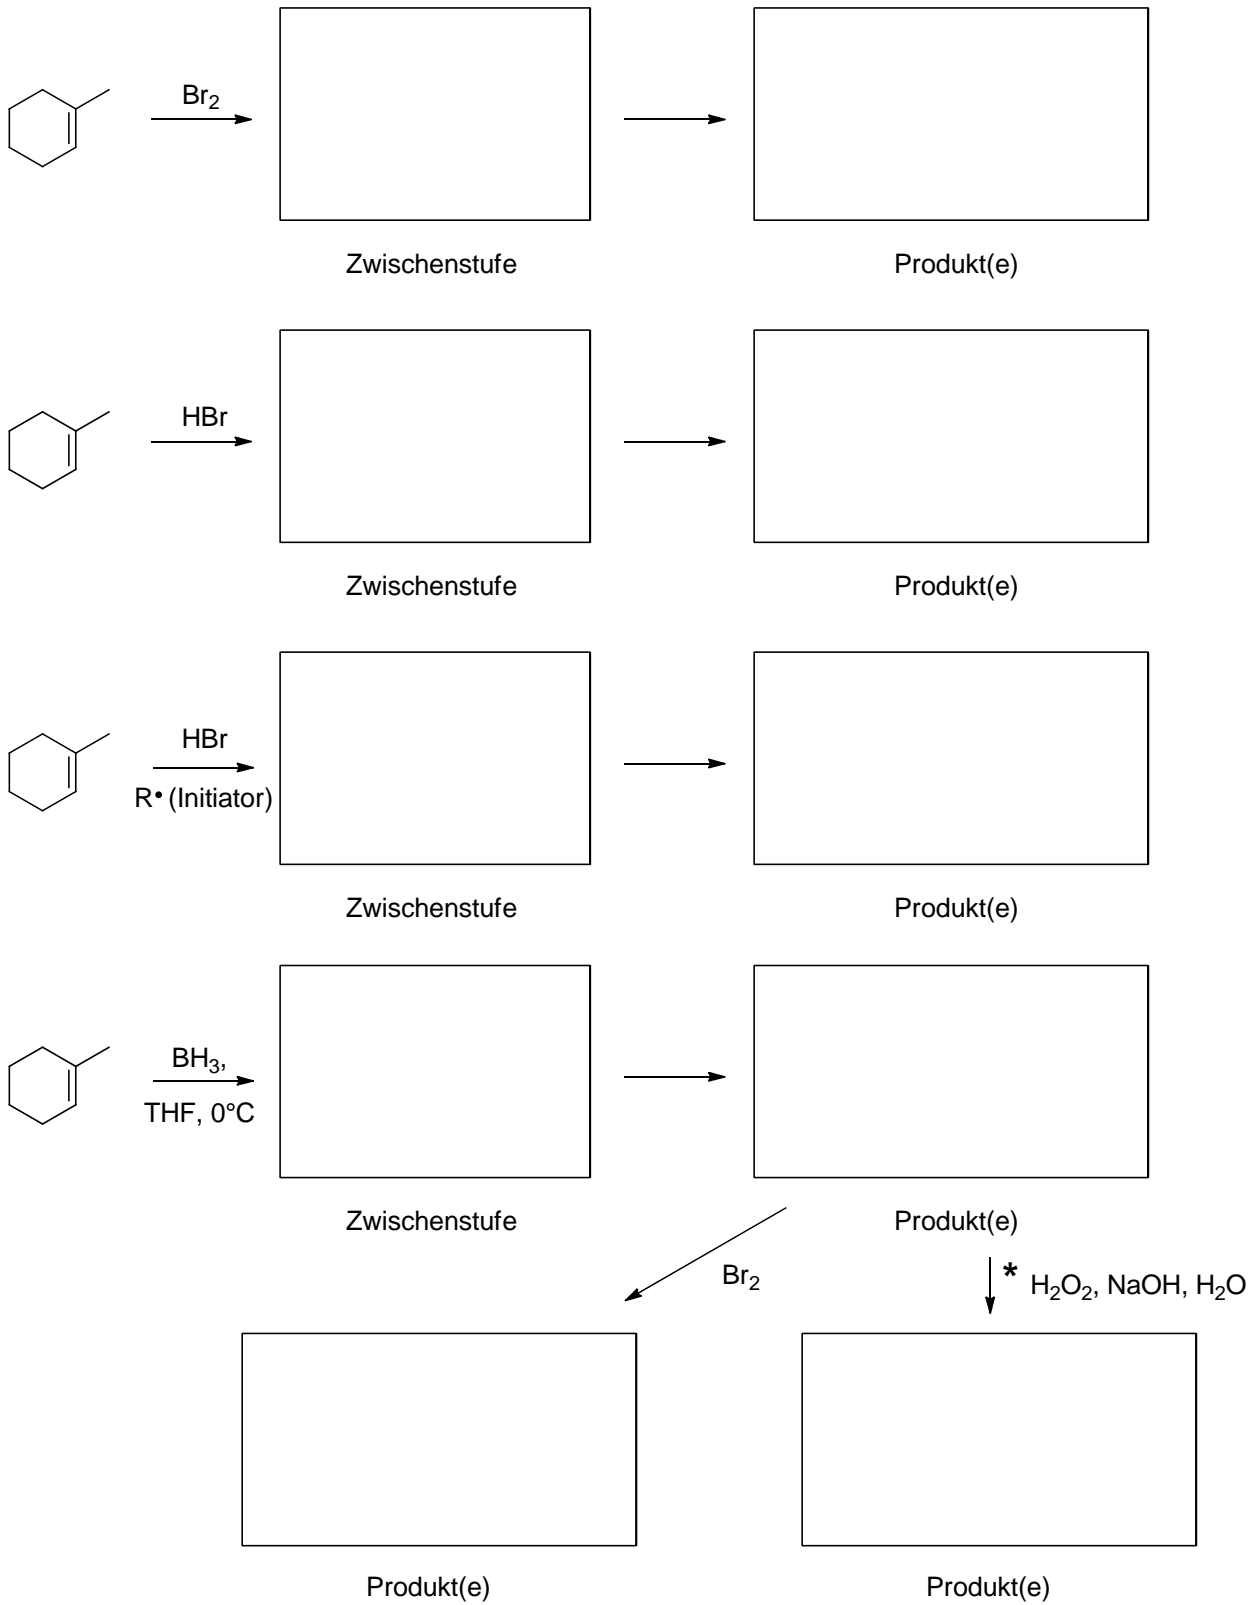 Br₂
Zwischenstufe
Produkt(e)
HBr
Zwischenstufe
Produkt(e)
HBr
R• (Initiator)
Zwischenstufe
Produkt(e)
BH₃,
THF, 0°C
Zwischenstufe
Produkt(e)
Br₂
* H₂O₂, NaOH, H₂O
Produkt(e)
Produkt(e)